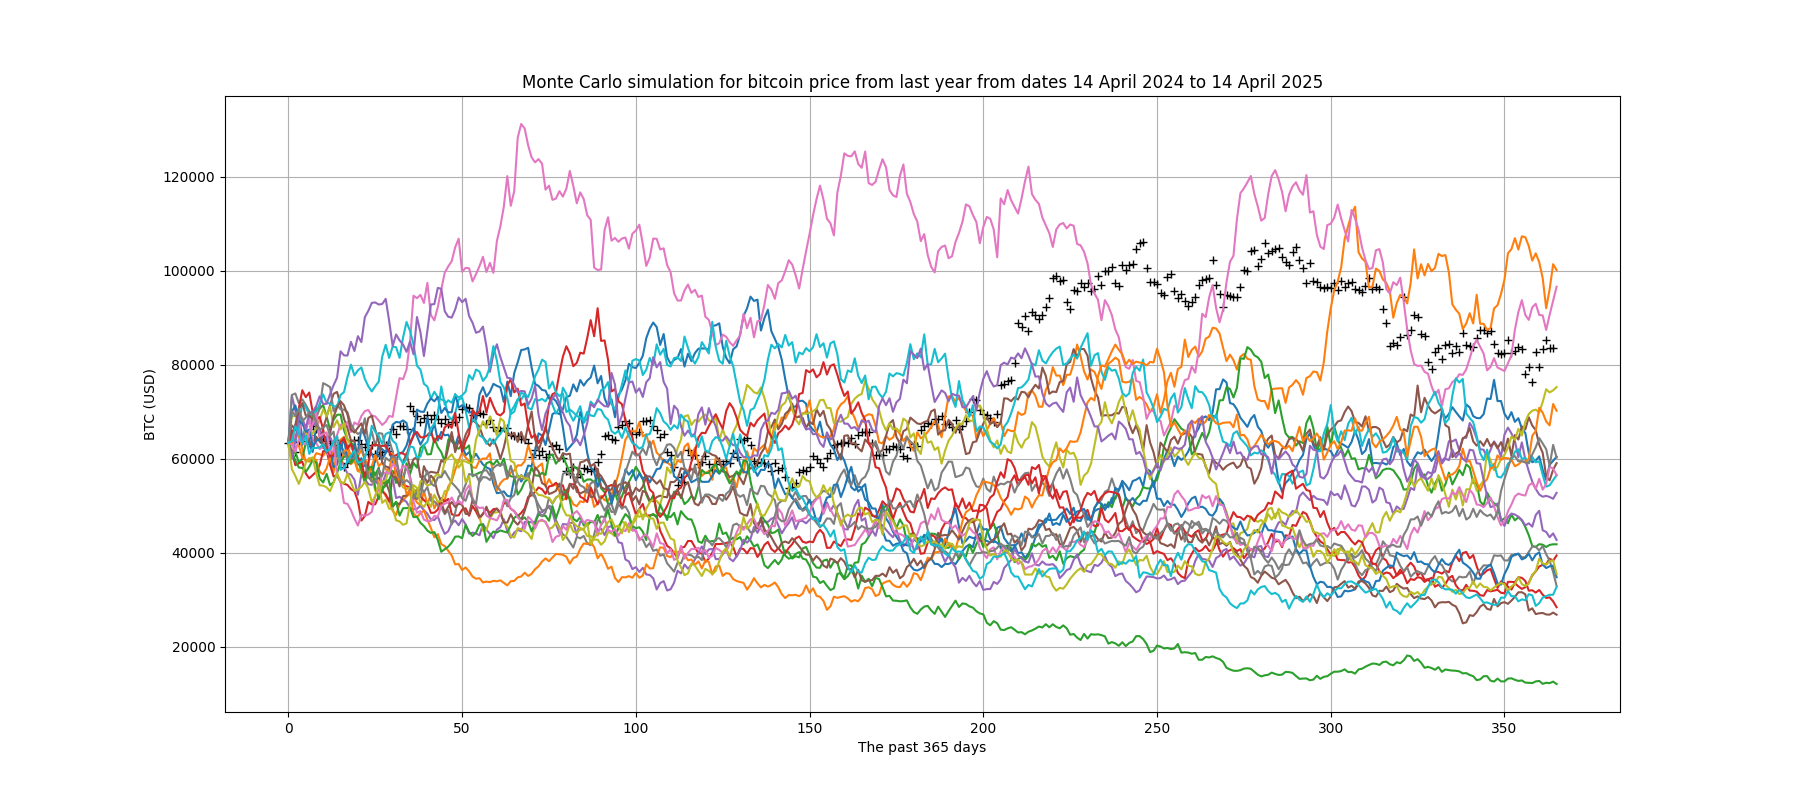 Monte Carlo simulation for bitcoin price from last year from dates 14 April 2024 to 14 April 2025
120000
100000
80000
60000
40000
20000
BTC (USD)
0 50 100 150 200 250 300 350
The past 365 days